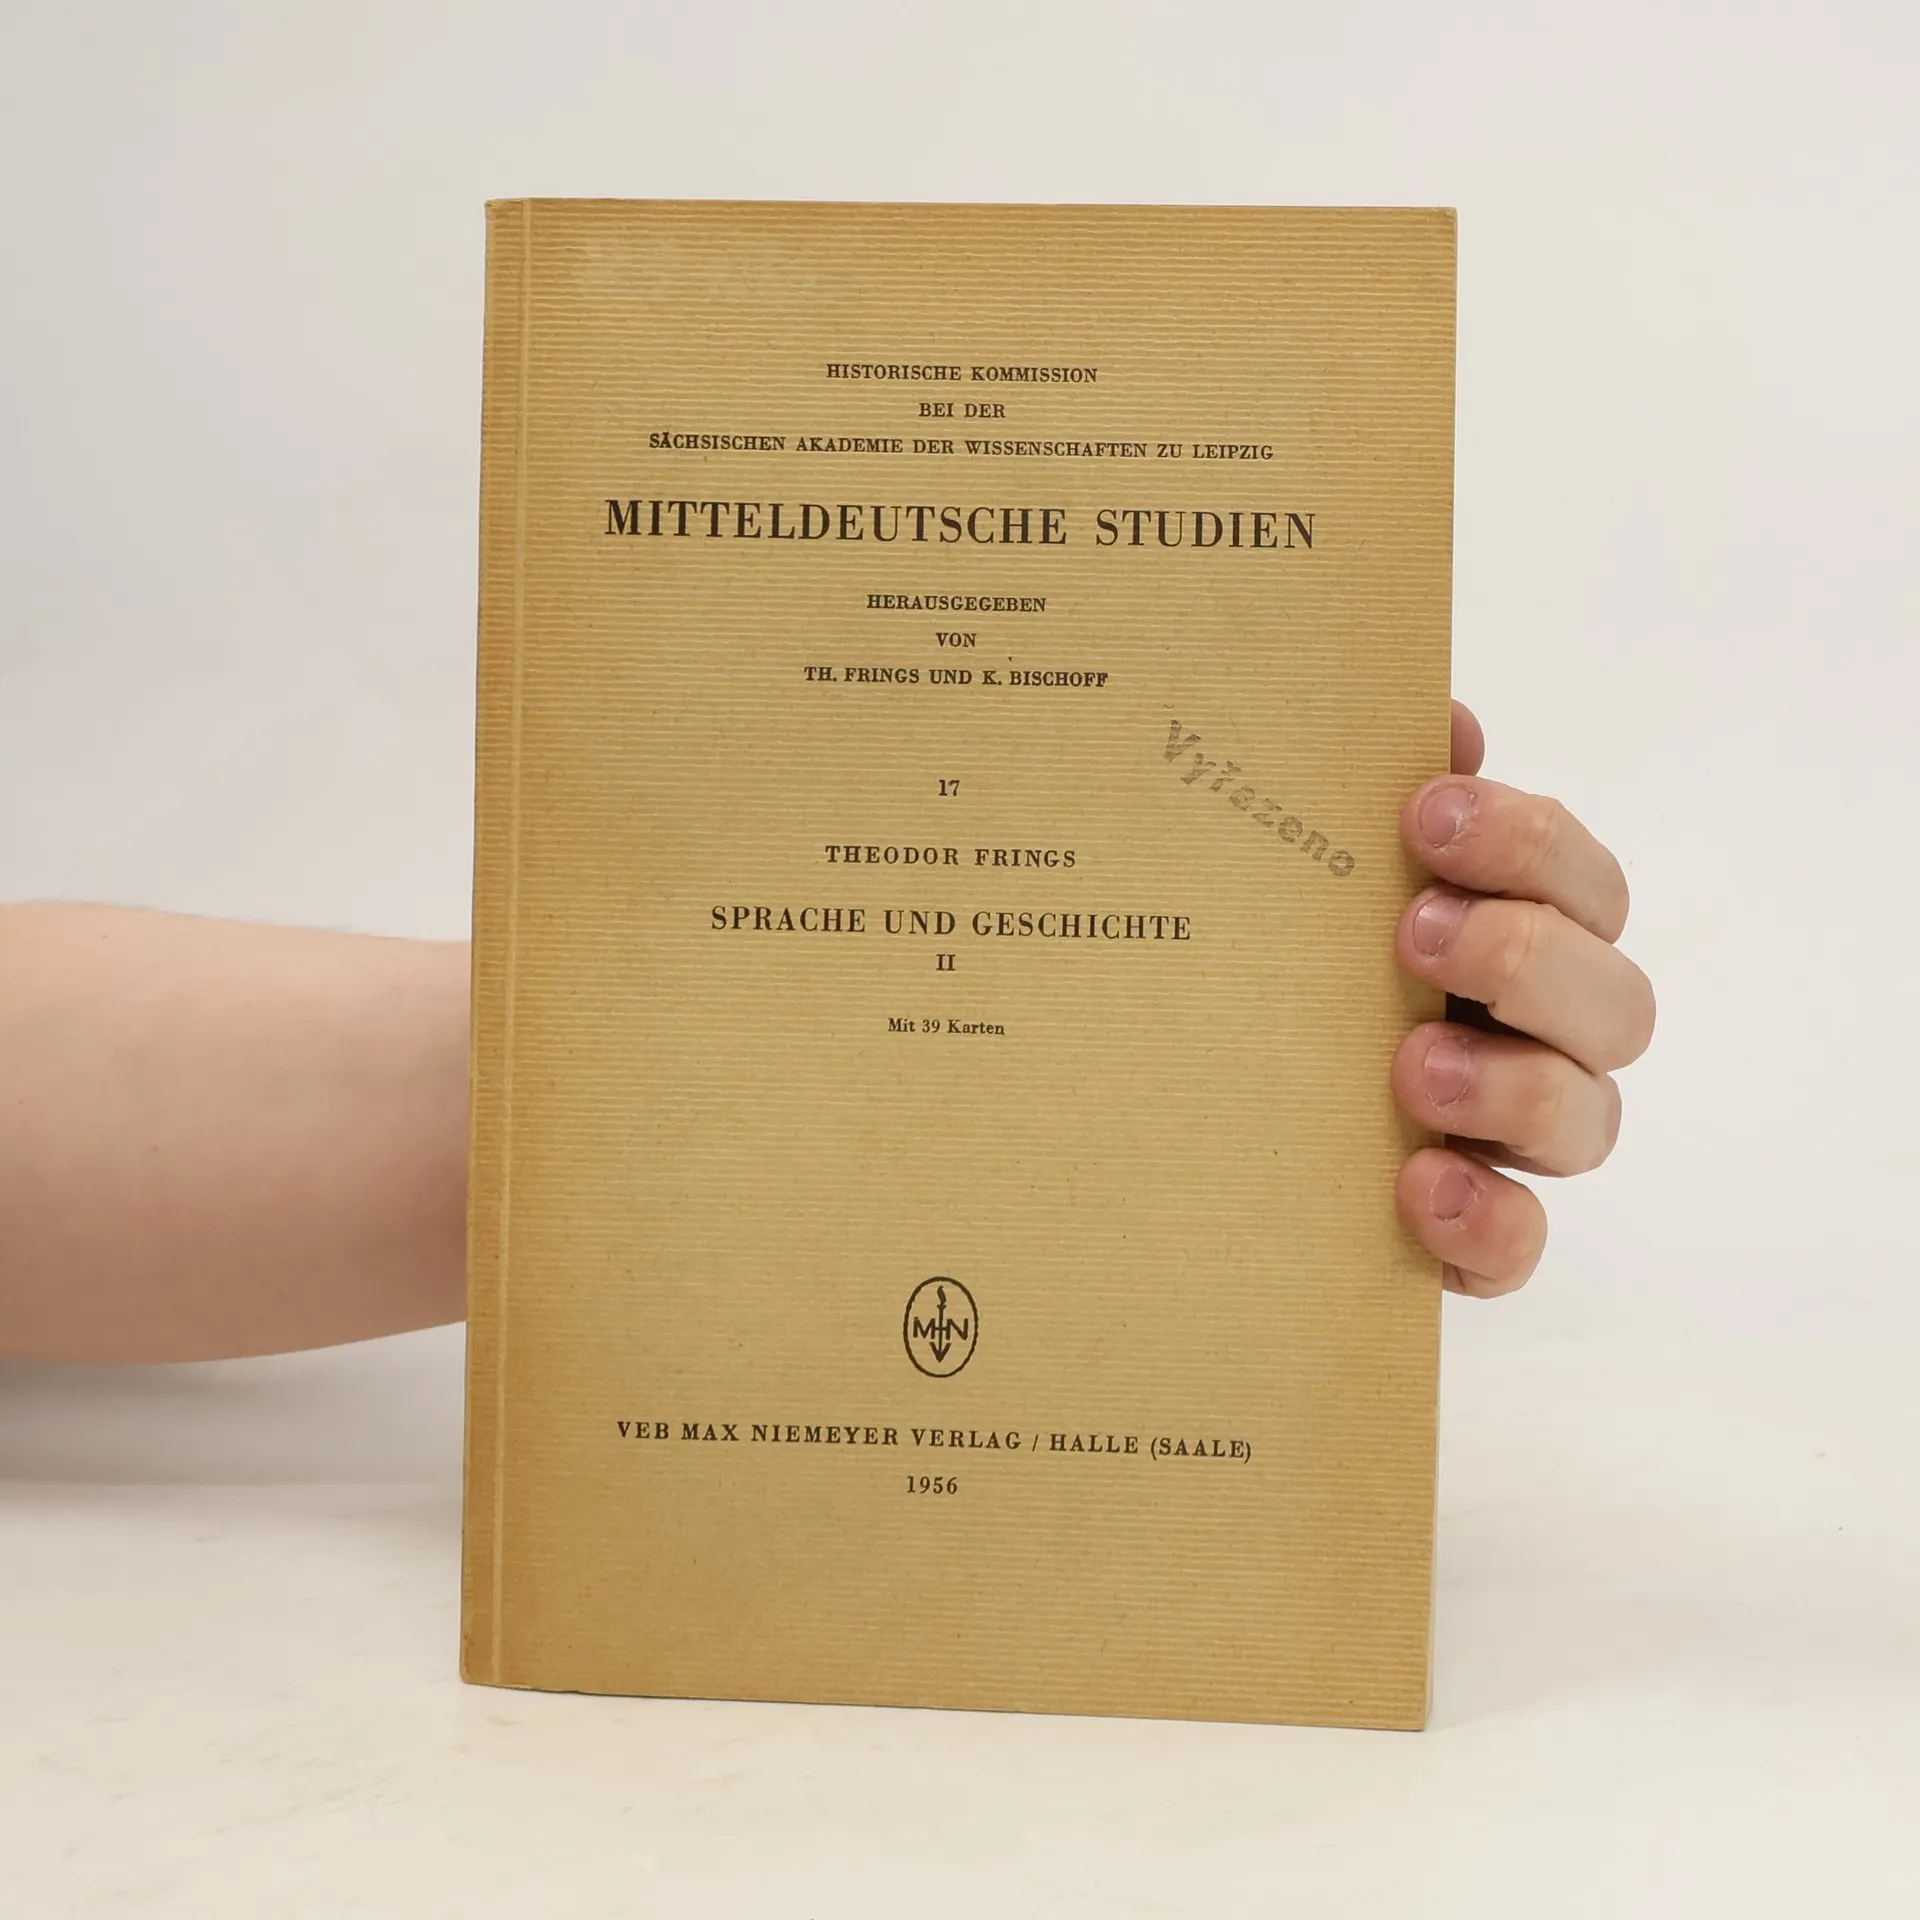 HISTORISCHE KOMMISSION
BEI DER
SÄCHSISCHEN AKADEMIE DER WISSENSCHAFTEN ZU LEIPZIG
MITTELDEUTSCHE STUDIEN
HERAUSGEGEBEN
VON
TH. FRINGS UND K. BISCHOFF
17
Vyřazeno
THEODOR FRINGS
SPRACHE UND GESCHICHTE
II
Mit 39 Karten
MN
VEB MAX NIEMEYER VERLAG / HALLE (SAALE)
1956